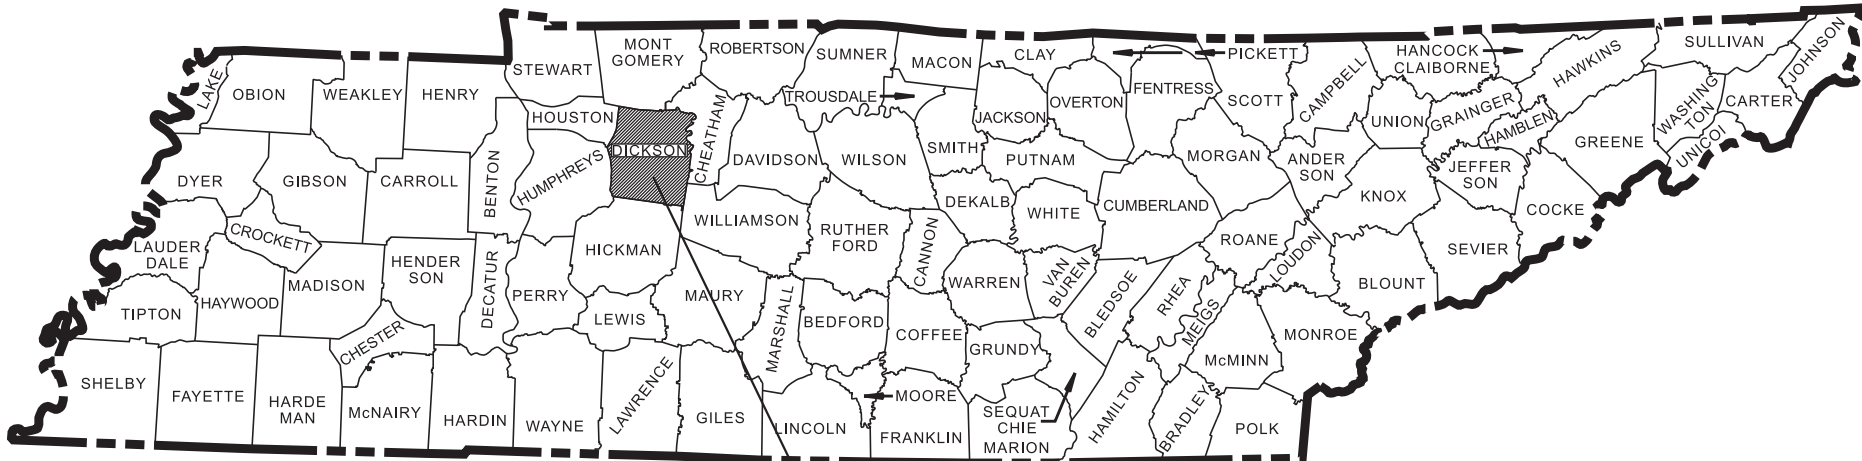 LAKE
OBION
WEAKLEY
HENRY
STEWART
MONT
GOMERY
ROBERTSON
SUMNER
MACON
CLAY
PICKETT
HANCOCK
CLAIBORNE
HAWKINS
SULLIVAN
JOHNSON
TROUSDALE
HOUSTON
CHEATHAM
JACKSON
OVERTON
FENTRESS
SCOTT
CAMPBELL
UNION
GRAINGER
HAMBLEN
GREENE
WASHING
TON
CARTER
UNICOI
DICKSON
DAVIDSON
WILSON
SMITH
PUTNAM
MORGAN
ANDER
SON
JEFFER
SON
DYER
GIBSON
CARROLL
BENTON
HUMPHREYS
KNOX
COCKE
DEKALB
WHITE
CUMBERLAND
WILLIAMSON
RUTHER
FORD
CANNON
ROANE
LOUDON
SEVIER
LAUDER
DALE
CROCKETT
HENDER
SON
HICKMAN
MADISON
DECATUR
PERRY
MAURY
WARREN
VAN
BUREN
BLEDSOE
RHEA
MEIGS
BLOUNT
TIPTON
HAYWOOD
LEWIS
MARSHALL
BEDFORD
COFFEE
GRUNDY
MONROE
CHESTER
McMINN
SHELBY
FAYETTE
HARDE
MAN
McNAIRY
HARDIN
WAYNE
LAWRENCE
GILES
LINCOLN
MOORE
FRANKLIN
SEQUAT
CHIE
MARION
HAMILTON
BRADLEY
POLK